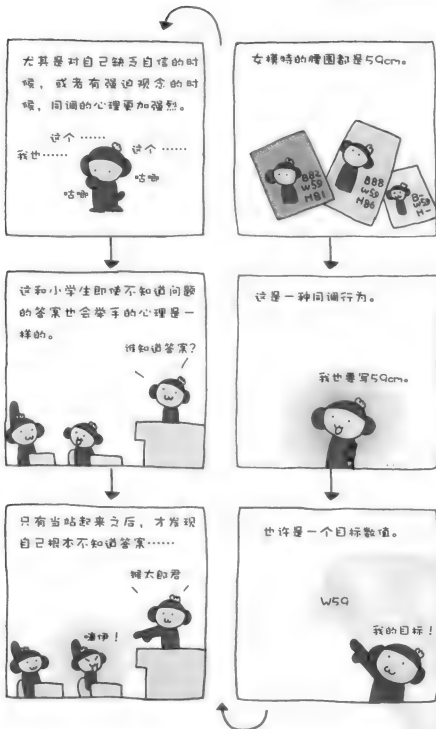 女模特的腰围都是59cm。
B82
W59
H81
B88
W59
H86
W59
H-
这是一种同调行为。
我也要写59cm。
也许是一个目标数值。
W59
我的目标！
尤其是对自己缺乏自信的时
候，或者有强迫观念的时
候，同调的心理更加强烈。
这个……
我也……
这个……
咕唧
咕唧
这和小学生即使不知道问题
的答案也会举手的心理是一
样的。
谁知道答案？
只有当站起来之后，才发现
自己根本不知道答案……
猴太郎君